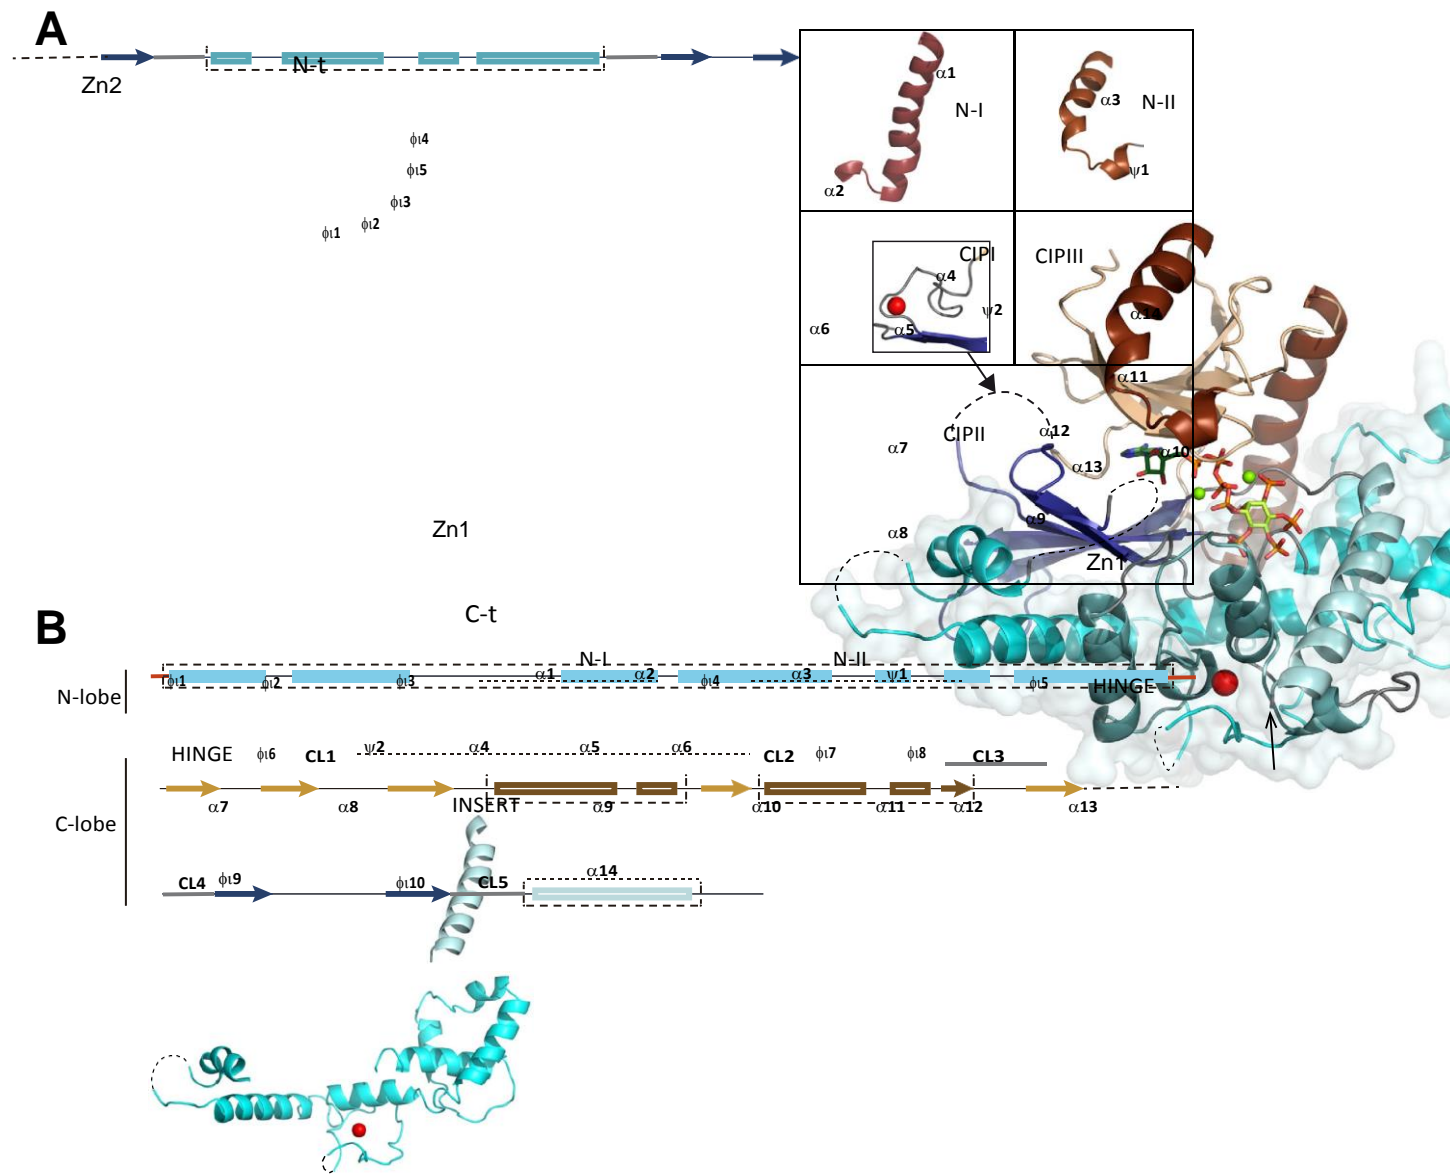 A
N-t
Zn2
α1
N-I
α3
N-II
α2
ψ1
ϕι4
ϕι5
ϕι3
ϕι2
ϕι1
CIPI
CIPIII
α4
ψ2
α14
α6
α5
α11
CIPII
α12
α7
α13
α10
α9
α8
Zn1
Zn1
C-t
B
N-I
N-II
ϕι1
ϕι2
ϕι3
α1
α2
ϕι4
α3
ψ1
ϕι5
HINGE
N-lobe
HINGE
ϕι6
CL1
ψ2
α4
α5
α6
CL2
ϕι7
ϕι8
CL3
α7
α8
INSERT
α9
α10
α11
α12
α13
C-lobe
CL4
ϕι9
ϕι10
CL5
α14